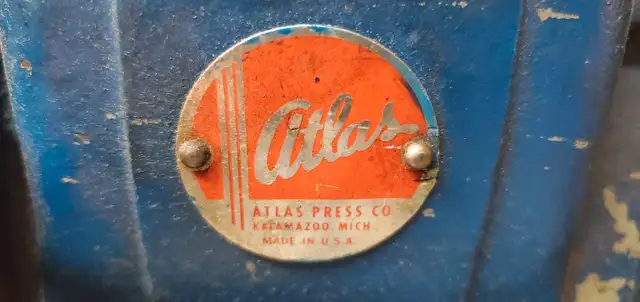 Atlas
ATLAS PRESS CO
KALAMAZOO MICH
MADE IN U.S.A